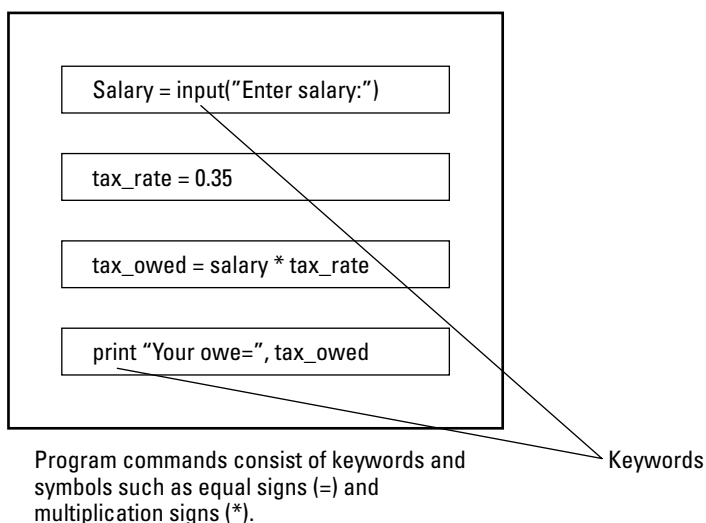 Salary = input(”Enter salary:”)
tax_rate = 0.35
tax_owed = salary * tax_rate
print “Your owe=”, tax_owed
Keywords
Program commands consist of keywords and
symbols such as equal signs (=) and
multiplication signs (*).